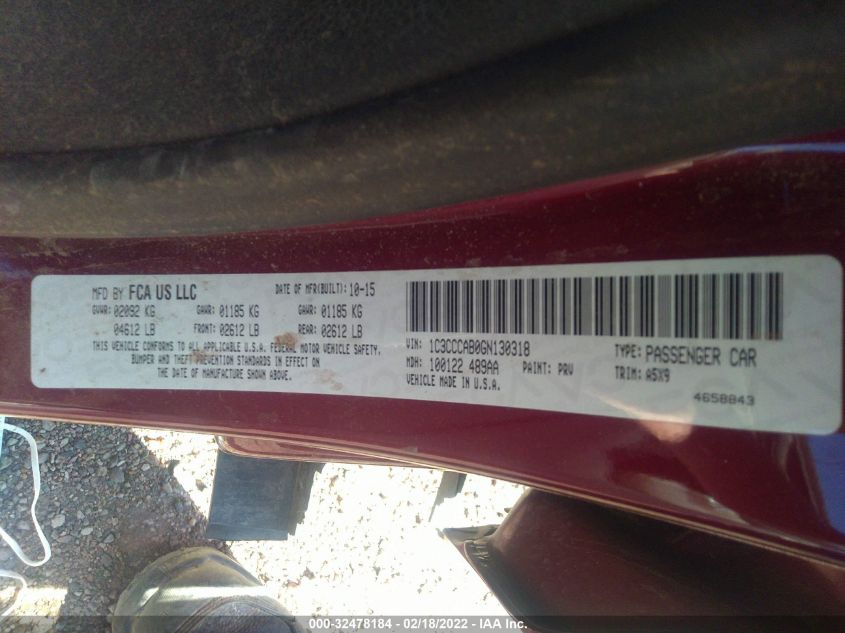 MFD BY FCA US LLC
DATE OF MFR(BUILT): 10-15
GVWR: 02092 KG
GAWR: 01185 KG
GAWR: 01185 KG
04612 LB
FRONT: 02612 LB
REAR: 02612 LB
THIS VEHICLE CONFORMS TO ALL APPLICABLE U.S.A. FEDERAL MOTOR VEHICLE SAFETY,
BUMPER AND THEFT PREVENTION STANDARDS IN EFFECT ON
THE DATE OF MANUFACTURE SHOWN ABOVE.
VIN: 1C3CCCAB0GN130318
TYPE: PASSENGER CAR
MDH: 100122 489AA
PAINT: PRV
TRIM: A5X9
VEHICLE MADE IN U.S.A.
4658843
000-32478184 - 02/18/2022 - IAA Inc.